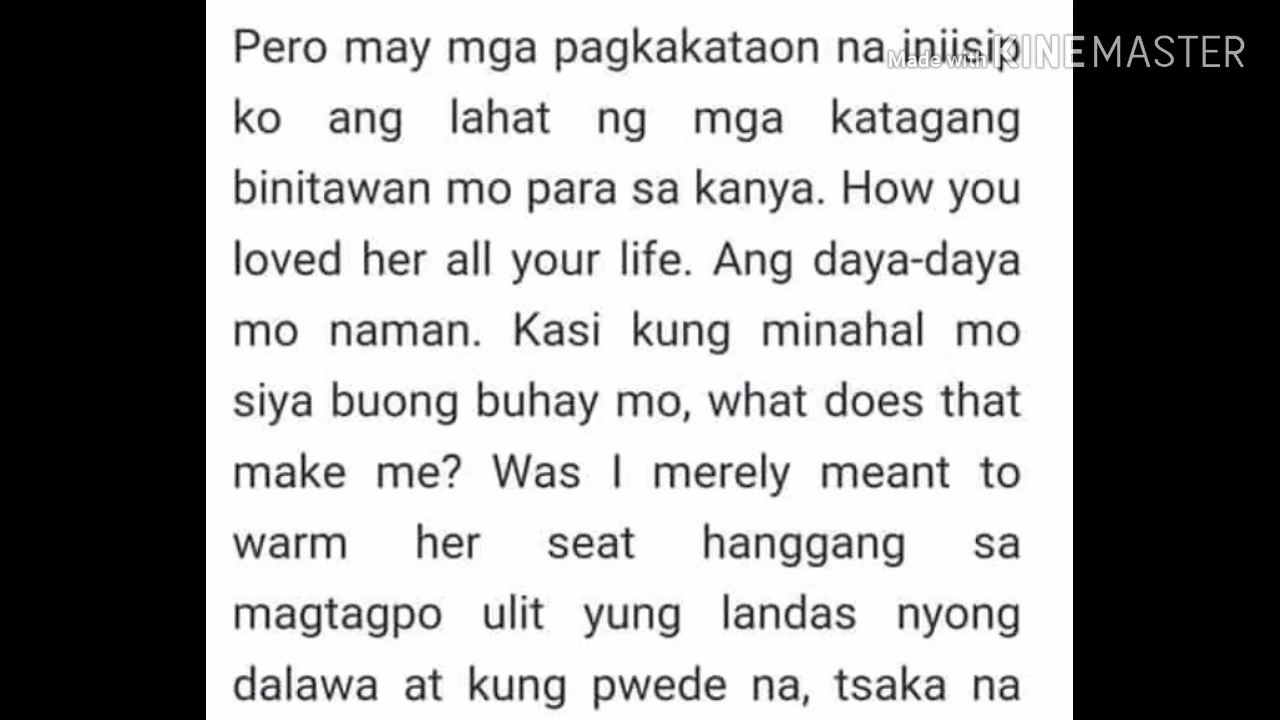 Pero may mga pagkakataon na iniisip
Made with KINEMASTER
ko ang lahat ng mga katagang
binitawan mo para sa kanya. How you
loved her all your life. Ang daya-daya
mo naman. Kasi kung minahal mo
siya buong buhay mo, what does that
make me? Was I merely meant to
warm her seat hanggang sa
magtagpo ulit yung landas nyong
dalawa at kung pwede na, tsaka na